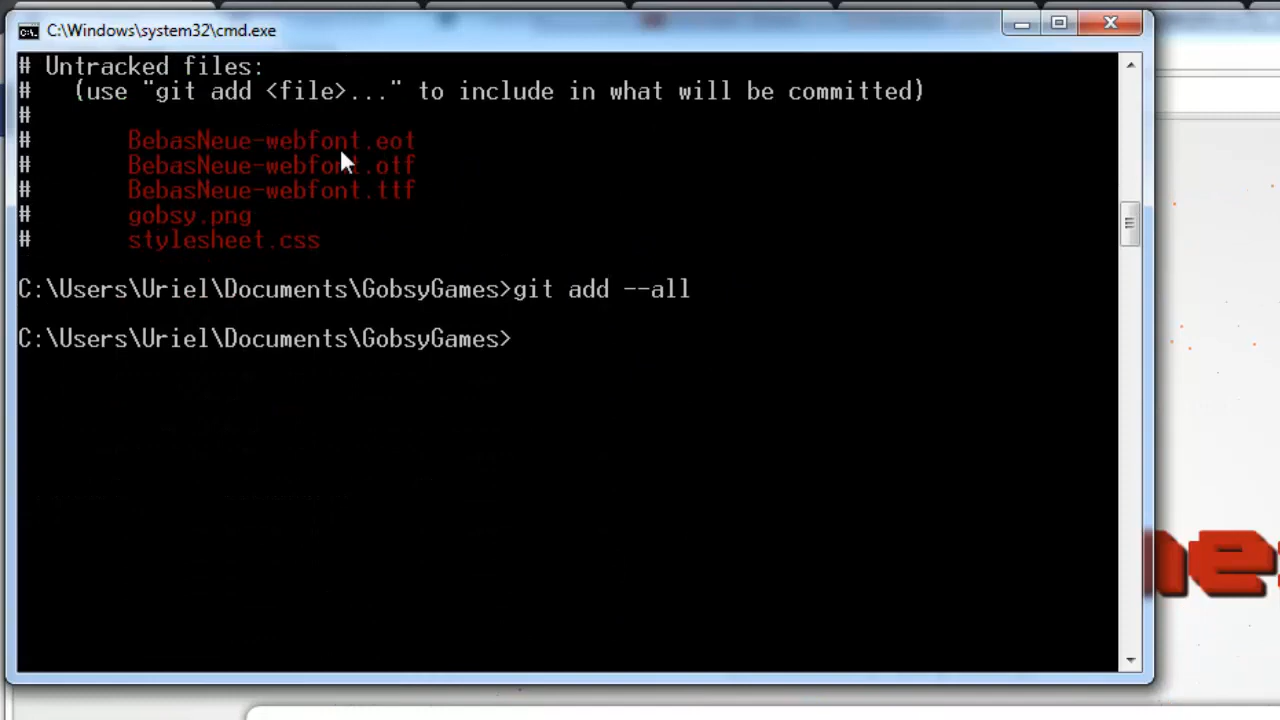 C:\Windows\system32\cmd.exe
# Untracked files:
#   (use "git add <file>..." to include in what will be committed)
#
#       BebasNeue-webfont.eot
#       BebasNeue-webfont.otf
#       BebasNeue-webfont.ttf
#       gobsy.png
#       stylesheet.css
C:\Users\Uriel\Documents\GobsyGames>git add --all
C:\Users\Uriel\Documents\GobsyGames>